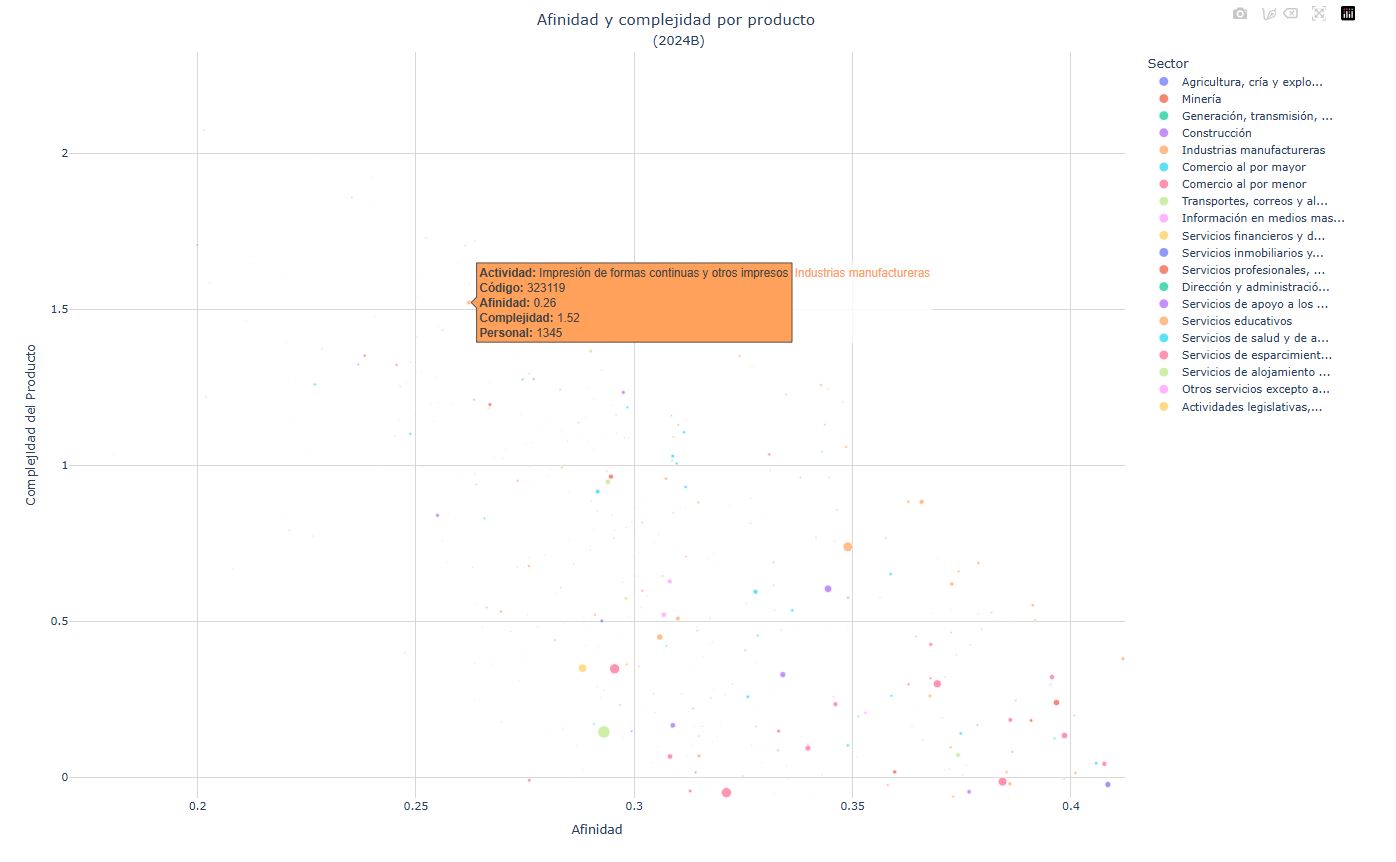 Afinidad y complejidad por producto
(2024B)
Sector
Agricultura, cría y explo...
Minería
Generación, transmisión, ...
Construcción
Industrias manufactureras
Comercio al por mayor
Comercio al por menor
Transportes, correos y al...
Información en medios mas...
Servicios financieros y d...
Servicios inmobiliarios y...
Servicios profesionales, ...
Dirección y administració...
Servicios de apoyo a los ...
Servicios educativos
Servicios de salud y de a...
Servicios de esparcimient...
Servicios de alojamiento ...
Otros servicios excepto a...
Actividades legislativas,...
Complejidad del Producto
2
1.5
1
0.5
0
Actividad: Impresión de formas continuas y otros impresos
Industrias manufactureras
Código: 323119
Afinidad: 0.26
Complejidad: 1.52
Personal: 1345
0.2
0.25
0.3
0.35
0.4
Afinidad